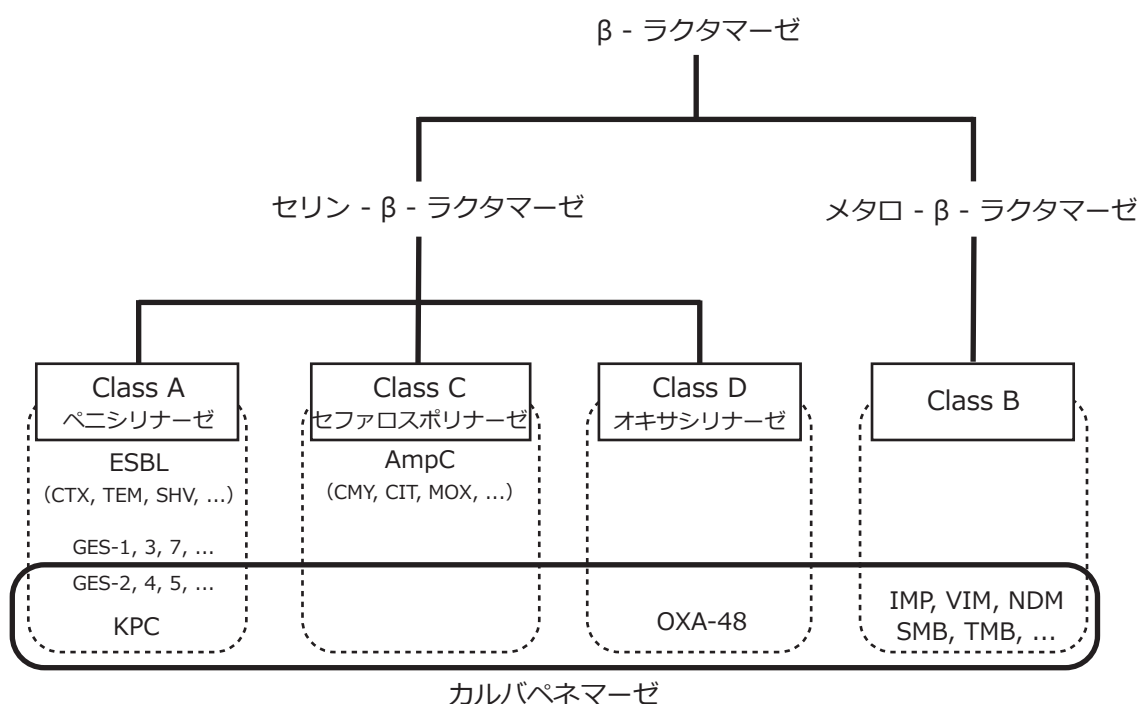 β - ラクタマーゼ
セリン - β - ラクタマーゼ
メタロ - β - ラクタマーゼ
Class A
ペニシリナーゼ
ESBL
(CTX, TEM, SHV, ...)
GES-1, 3, 7, ...
GES-2, 4, 5, ...
KPC
Class C
セファロスポリナーゼ
AmpC
(CMY, CIT, MOX, ...)
Class D
オキサシリナーゼ
OXA-48
Class B
IMP, VIM, NDM
SMB, TMB, ...
カルバペネマーゼ